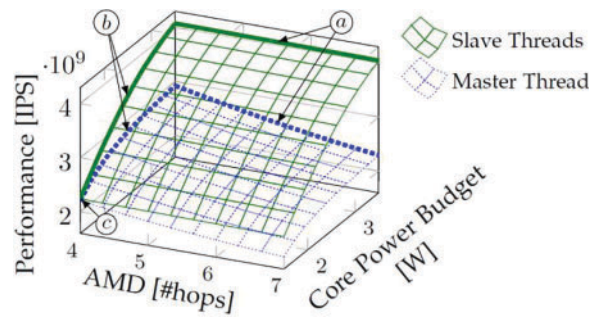 b
a
·10⁹
Slave Threads
Master Thread
4
3
2
Performance [IPS]
c
4
5
6
7
AMD [#hops]
2
3
Core Power Budget
[W]